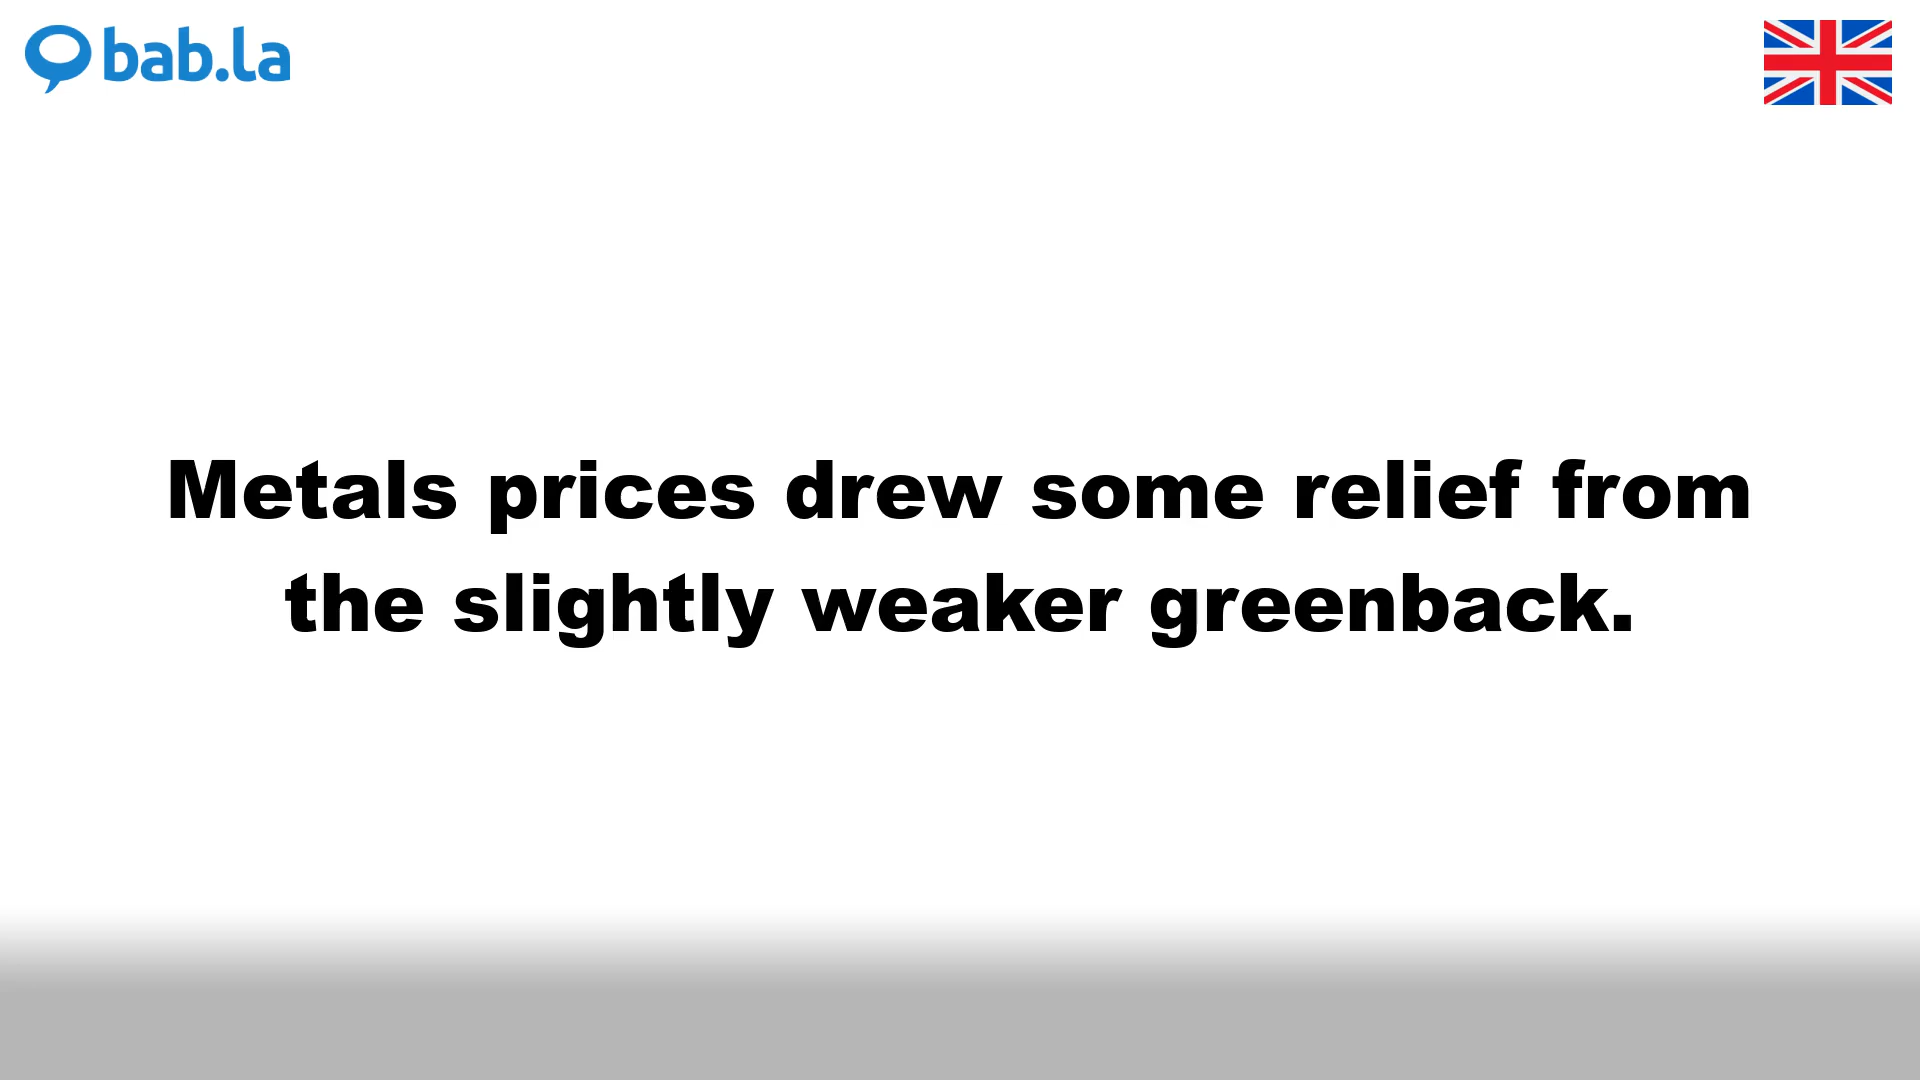 bab.la
Metals prices drew some relief from
the slightly weaker greenback.